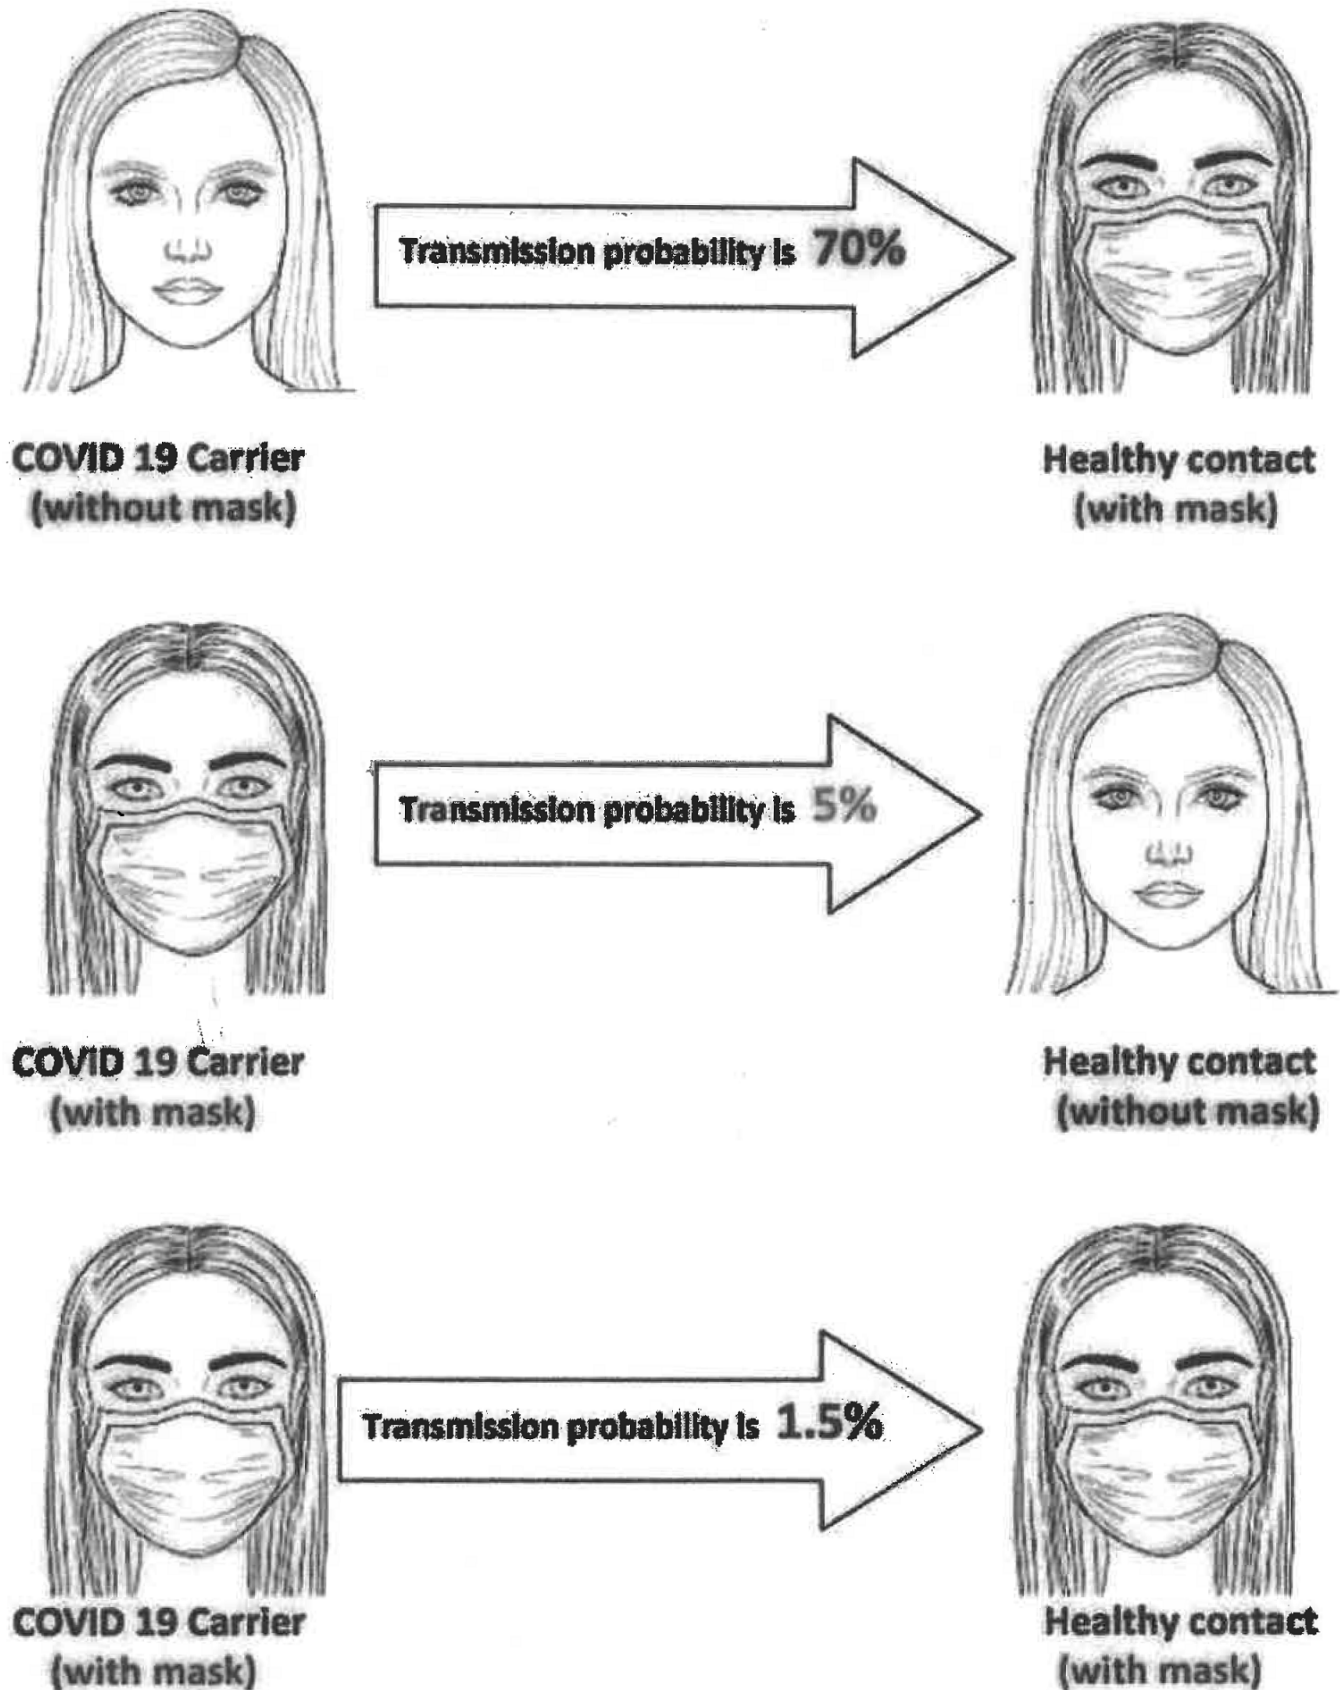 Transmission probability is 70%
COVID 19 Carrier
(without mask)
Healthy contact
(with mask)
Transmission probability is 5%
COVID 19 Carrier
(with mask)
Healthy contact
(without mask)
Transmission probability is 1.5%
COVID 19 Carrier
(with mask)
Healthy contact
(with mask)